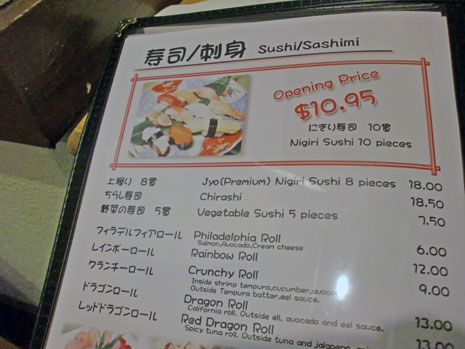 寿司/刺身 Sushi/Sashimi
Opening Price
$10.95
にぎり寿司 10貫
Nigiri Sushi 10 pieces
上握り 8貫 Jyo(Premium) Nigiri Sushi 8 pieces 18.00
ちらし寿司 Chirashi 18.50
野菜の寿司 5貫 Vegetable Sushi 5 pieces 7.50
フィラデルフィアロール Philadelphia Roll 6.00
Salmon,Avocado,Cream cheese
レインボーロール Rainbow Roll 12.00
クランチーロール Crunchy Roll 9.00
Inside shrimp tempura,cucumber,avocado
Outside Tempura batter,eel sauce.
ドラゴンロール Dragon Roll 13.00
California roll, Outside ell, avocado and eel sauce.
レッドドラゴンロール Red Dragon Roll 13.00
Spicy tuna roll, Outside tuna and jalapeno